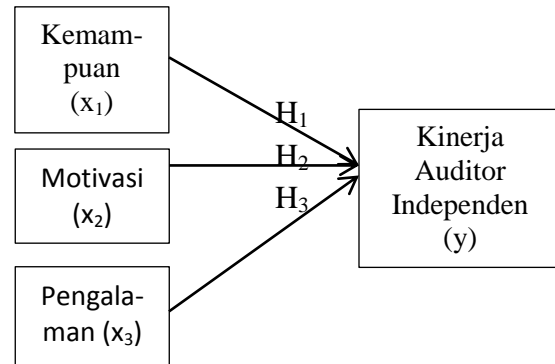 Kemam-
puan
(x₁)
H₁
H₂
H₃
Motivasi
(x₂)
Pengala-
man (x₃)
Kinerja
Auditor
Independen
(y)